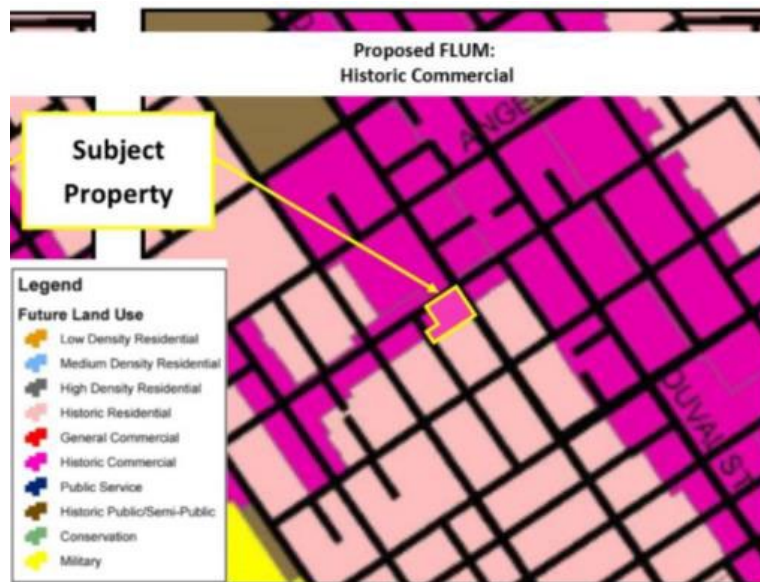 Proposed FLUM:
Historic Commercial
Subject
Property
ANGEL
DUVAL ST
Legend
Future Land Use
Low Density Residential
Medium Density Residential
High Density Residential
Historic Residential
General Commercial
Historic Commercial
Public Service
Historic Public/Semi-Public
Conservation
Military